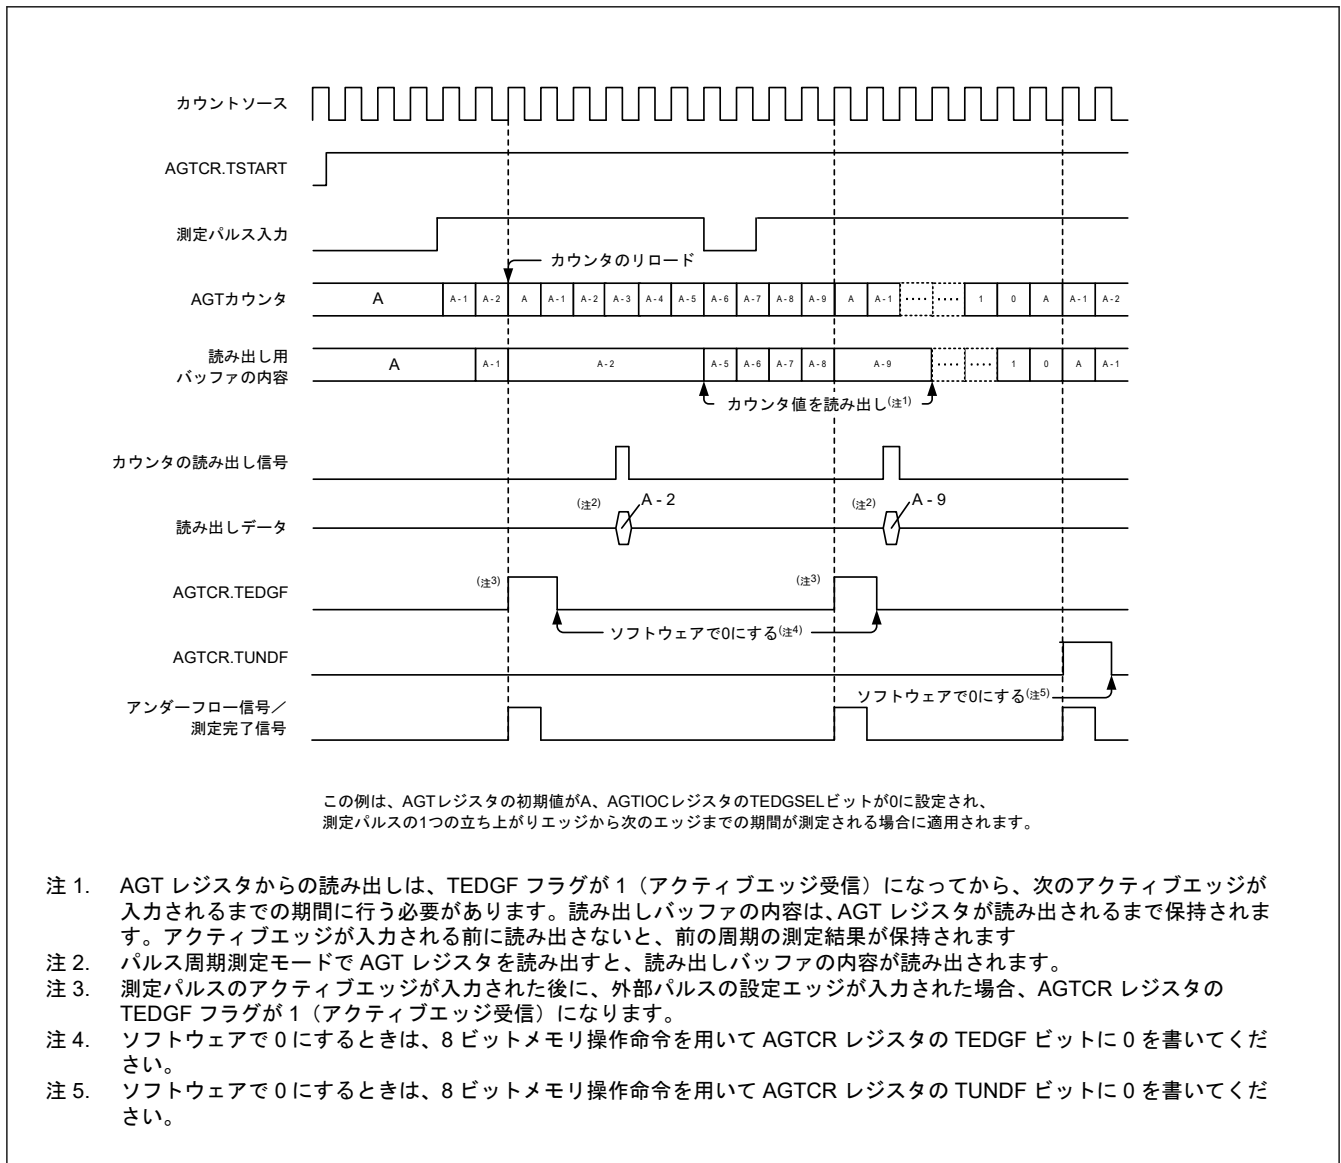 カウントソース
AGTCR.TSTART
測定パルス入力
カウンタのリロード
AGTカウンタ
A A - 1 A - 2 A A - 1 A - 2 A - 3 A - 4 A - 5 A - 6 A - 7 A - 8 A - 9 A A - 1 ···· ···· 1 0 A A - 1 A - 2
読み出し用
バッファの内容
A A - 1 A - 2 A - 5 A - 6 A - 7 A - 8 A - 9 ···· ···· 1 0 A A - 1
カウンタ値を読み出し(注1)
カウンタの読み出し信号
(注2) A - 2 (注2) A - 9
読み出しデータ
(注3) (注3)
AGTCR.TEDGF
ソフトウェアで0にする(注4)
AGTCR.TUNDF
ソフトウェアで0にする(注5)
アンダーフロー信号／
測定完了信号
この例は、AGTレジスタの初期値がA、AGTIOCレジスタのTEDGSELビットが0に設定され、
測定パルスの1つの立ち上がりエッジから次のエッジまでの期間が測定される場合に適用されます。
注 1. AGT レジスタからの読み出しは、TEDGF フラグが 1（アクティブエッジ受信）になってから、次のアクティブエッジが
入力されるまでの期間に行う必要があります。読み出しバッファの内容は、AGT レジスタが読み出されるまで保持されま
す。アクティブエッジが入力される前に読み出さないと、前の周期の測定結果が保持されます
注 2. パルス周期測定モードで AGT レジスタを読み出すと、読み出しバッファの内容が読み出されます。
注 3. 測定パルスのアクティブエッジが入力された後に、外部パルスの設定エッジが入力された場合、AGTCR レジスタの
TEDGF フラグが 1（アクティブエッジ受信）になります。
注 4. ソフトウェアで 0 にするときは、8 ビットメモリ操作命令を用いて AGTCR レジスタの TEDGF ビットに 0 を書いてくだ
さい。
注 5. ソフトウェアで 0 にするときは、8 ビットメモリ操作命令を用いて AGTCR レジスタの TUNDF ビットに 0 を書いてくだ
さい。